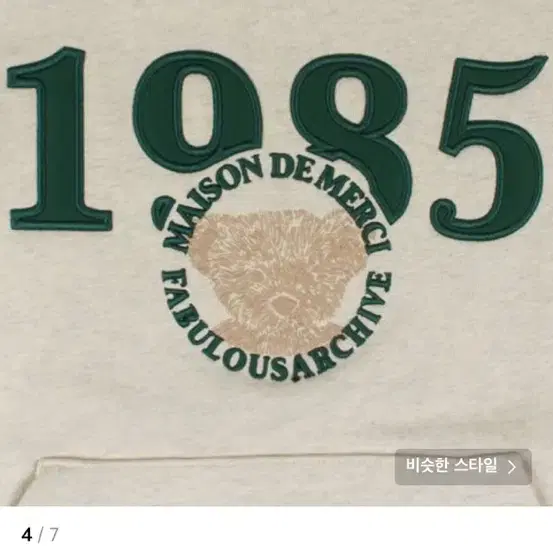 1985
MAISON DE MERCI
FABULOUSARCHIVE
비슷한 스타일 >
4 / 7